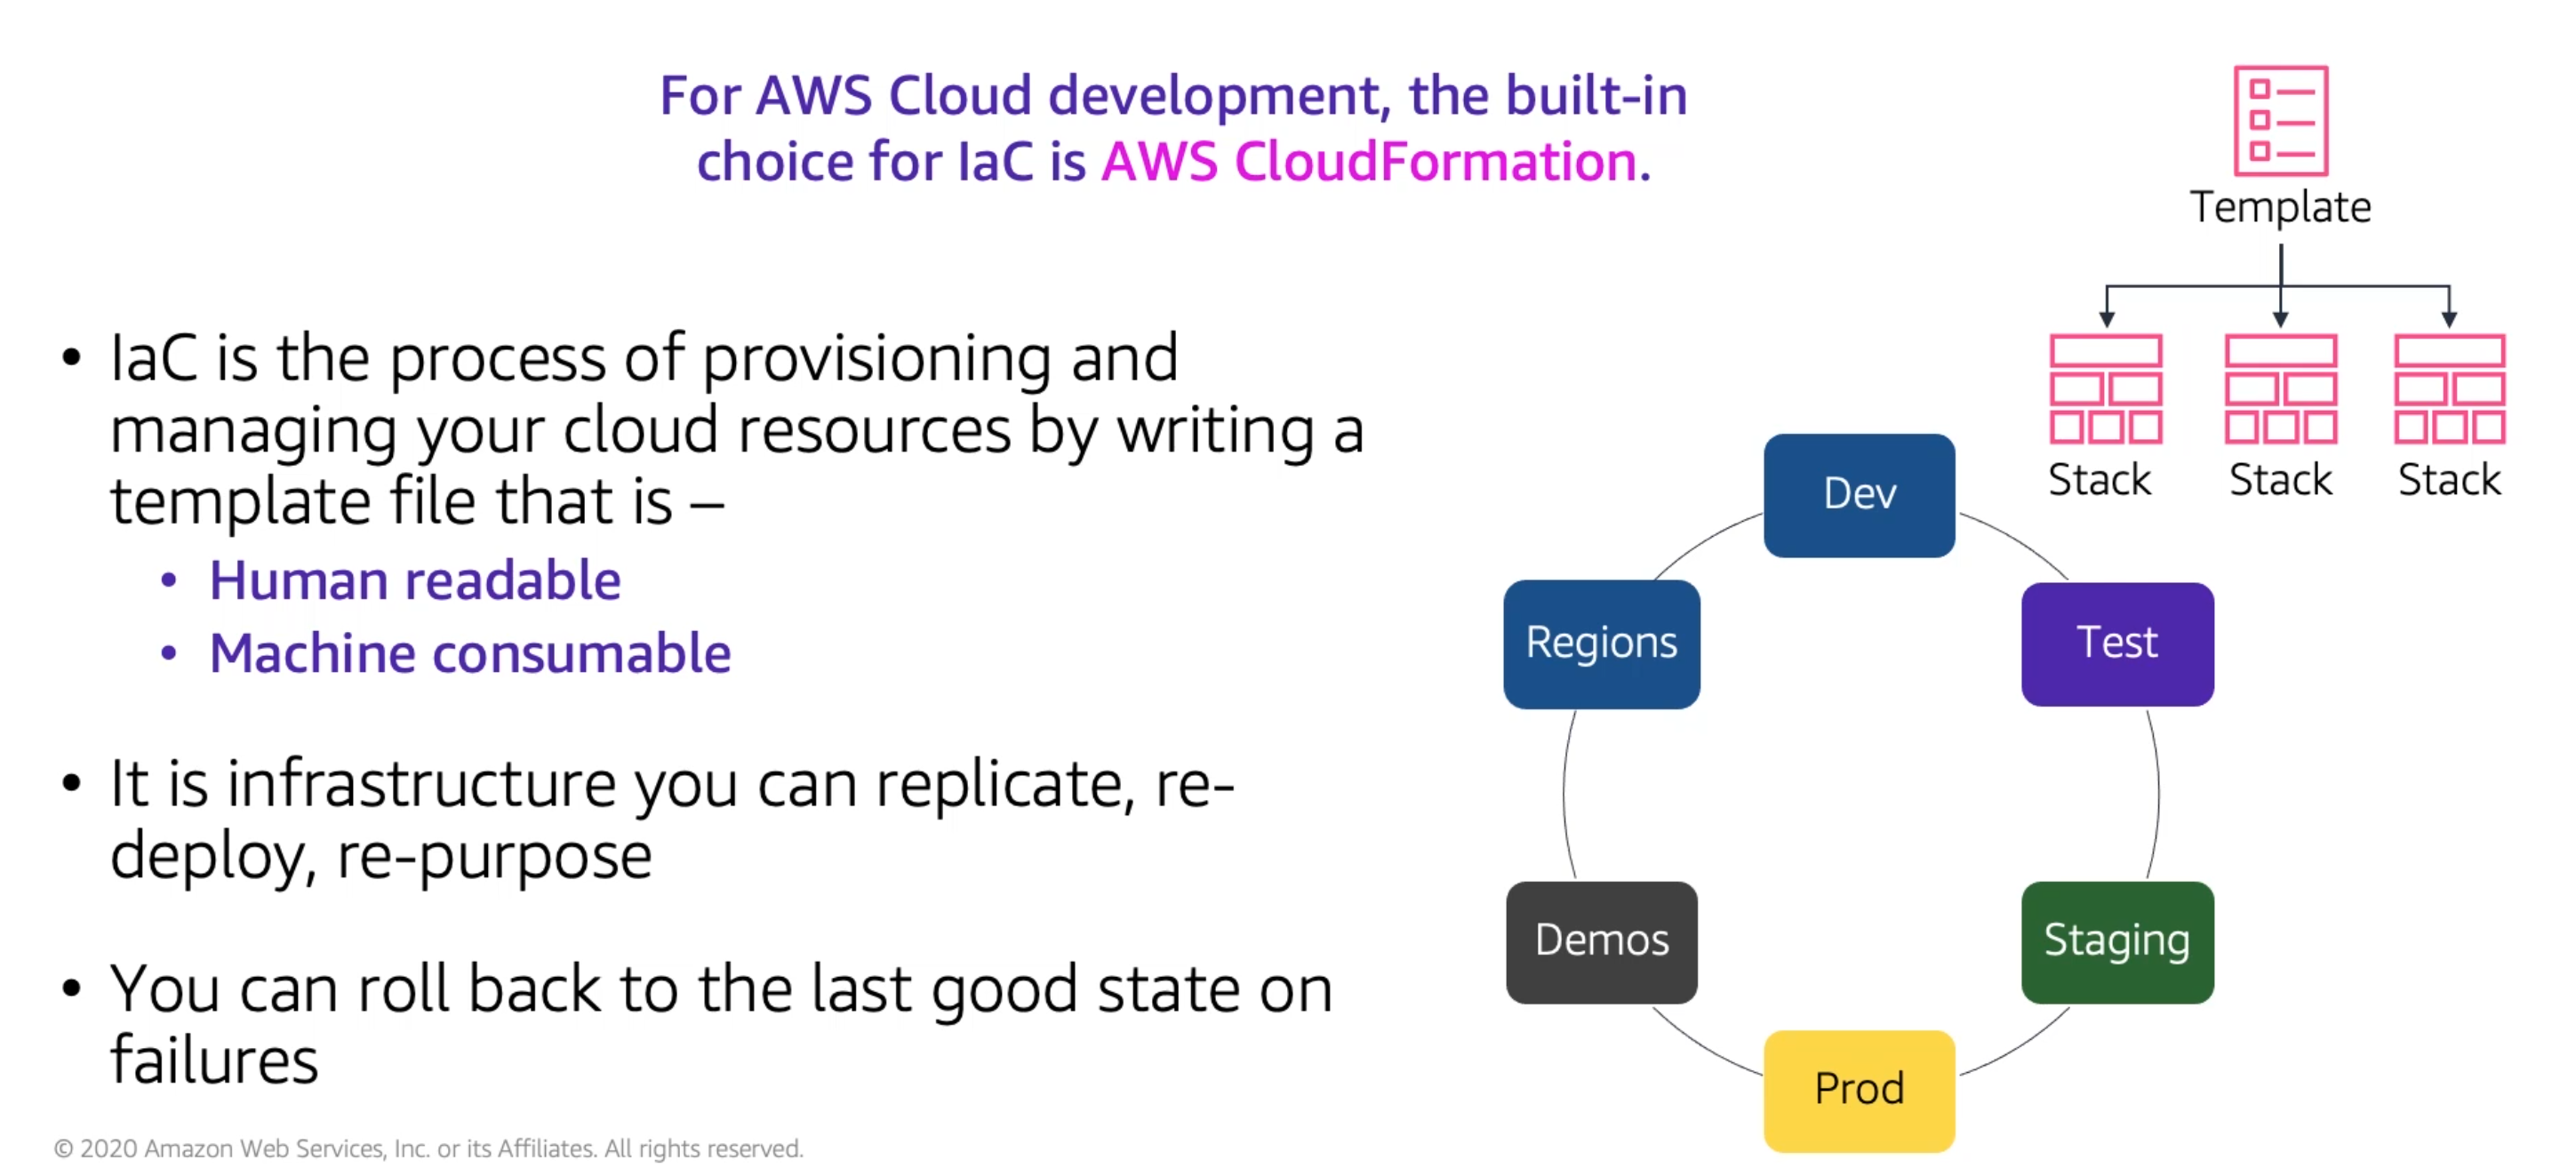 For AWS Cloud development, the built-in
choice for IaC is AWS CloudFormation.
Template
Stack Stack Stack
• IaC is the process of provisioning and
managing your cloud resources by writing a
template file that is –
• Human readable
• Machine consumable
• It is infrastructure you can replicate, re-
deploy, re-purpose
• You can roll back to the last good state on
failures
Dev
Test
Staging
Prod
Demos
Regions
© 2020 Amazon Web Services, Inc. or its Affiliates. All rights reserved.